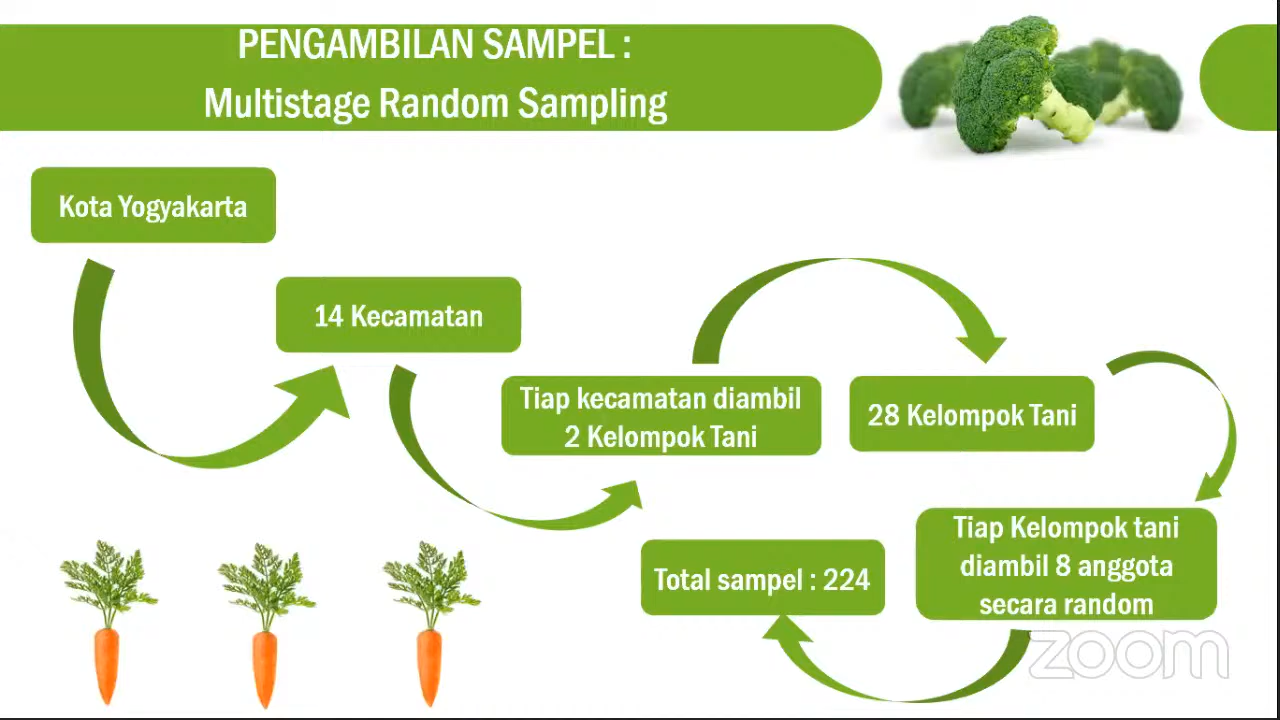 PENGAMBILAN SAMPEL :
Multistage Random Sampling
Kota Yogyakarta
14 Kecamatan
Tiap kecamatan diambil
2 Kelompok Tani
28 Kelompok Tani
Tiap Kelompok tani
diambil 8 anggota
secara random
Total sampel : 224
zoom